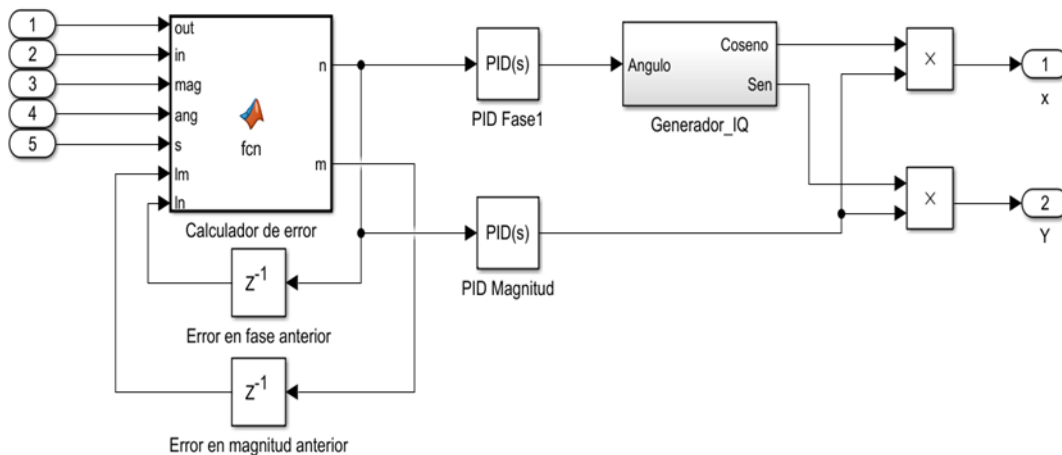 1
2
3
4
5
out
in
mag
ang
s
lm
ln
fcn
n
m
Calculador de error
Z-1
Error en fase anterior
Z-1
Error en magnitud anterior
PID(s)
PID Fase1
PID(s)
PID Magnitud
Angulo
Coseno
Sen
Generador_IQ
X
X
1
x
2
Y